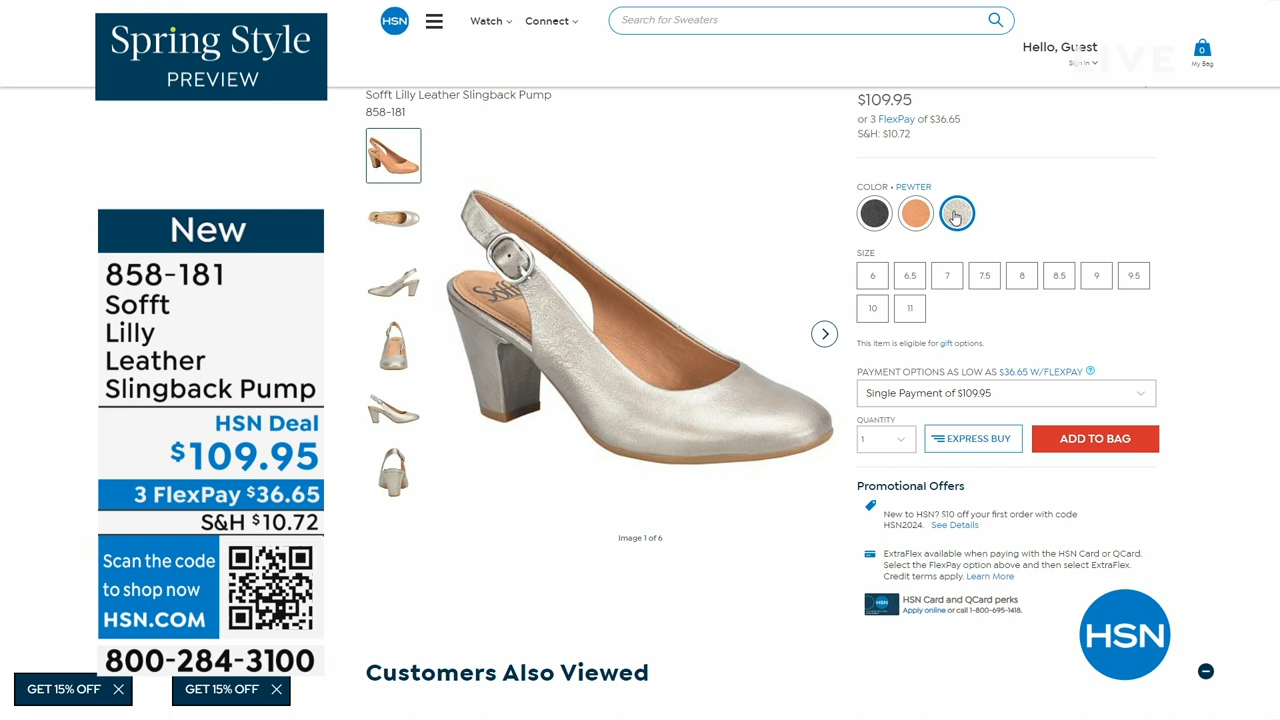 Spring Style
PREVIEW
HSN
Watch
Connect
Search for Sweaters
Hello, Guest
Sign In
LIVE
0
My Bag
Sofft Lilly Leather Slingback Pump
858-181
$109.95
or 3 FlexPay of $36.65
S&H: $10.72
COLOR • PEWTER
SIZE
6 6.5 7 7.5 8 8.5 9 9.5
10 11
This item is eligible for gift options.
PAYMENT OPTIONS AS LOW AS $36.65 W/FLEXPAY ?
Single Payment of $109.95
QUANTITY
1
EXPRESS BUY
ADD TO BAG
Promotional Offers
New to HSN? $10 off your first order with code
HSN2024. See Details
ExtraFlex available when paying with the HSN Card or QCard.
Select the FlexPay option above and then select ExtraFlex.
Credit terms apply. Learn More
HSN
HSN Card and QCard perks
Apply online or call 1-800-695-1418.
Sofft
Image 1 of 6
New
858-181
Sofft
Lilly
Leather
Slingback Pump
HSN Deal
$109.95
3 FlexPay $36.65
S&H $10.72
Scan the code
to shop now
HSN.COM
800-284-3100
GET 15% OFF
GET 15% OFF
Customers Also Viewed
HSN